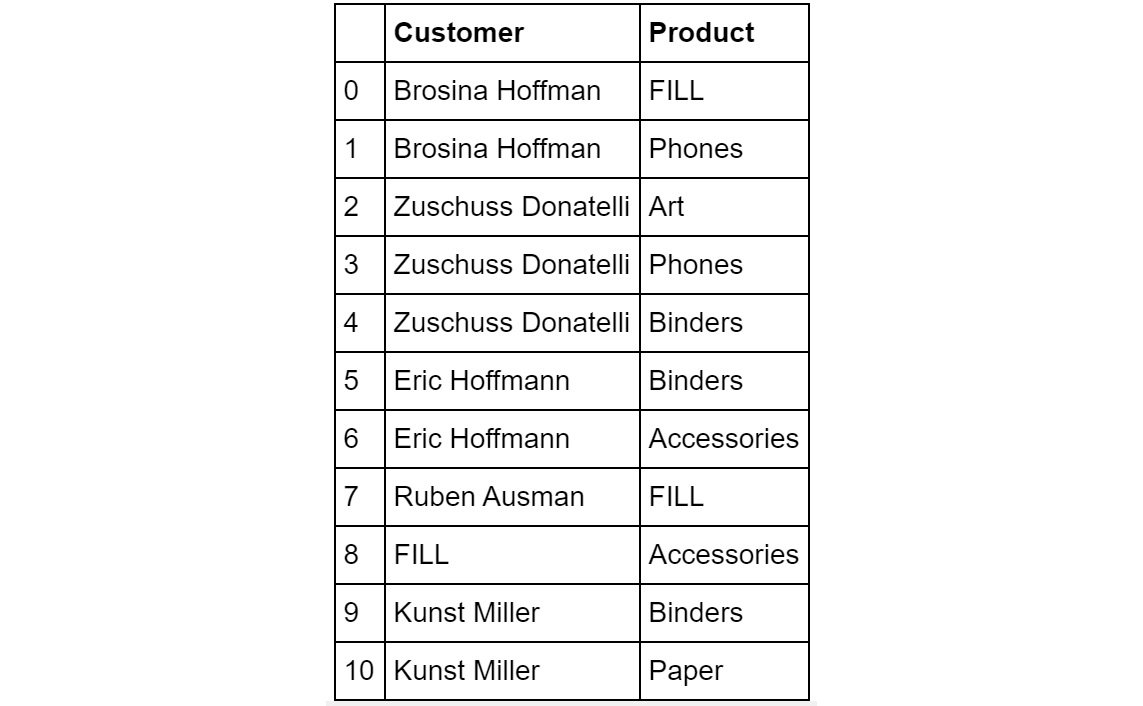 Customer Product
0 Brosina Hoffman FILL
1 Brosina Hoffman Phones
2 Zuschuss Donatelli Art
3 Zuschuss Donatelli Phones
4 Zuschuss Donatelli Binders
5 Eric Hoffmann Binders
6 Eric Hoffmann Accessories
7 Ruben Ausman FILL
8 FILL Accessories
9 Kunst Miller Binders
10 Kunst Miller Paper